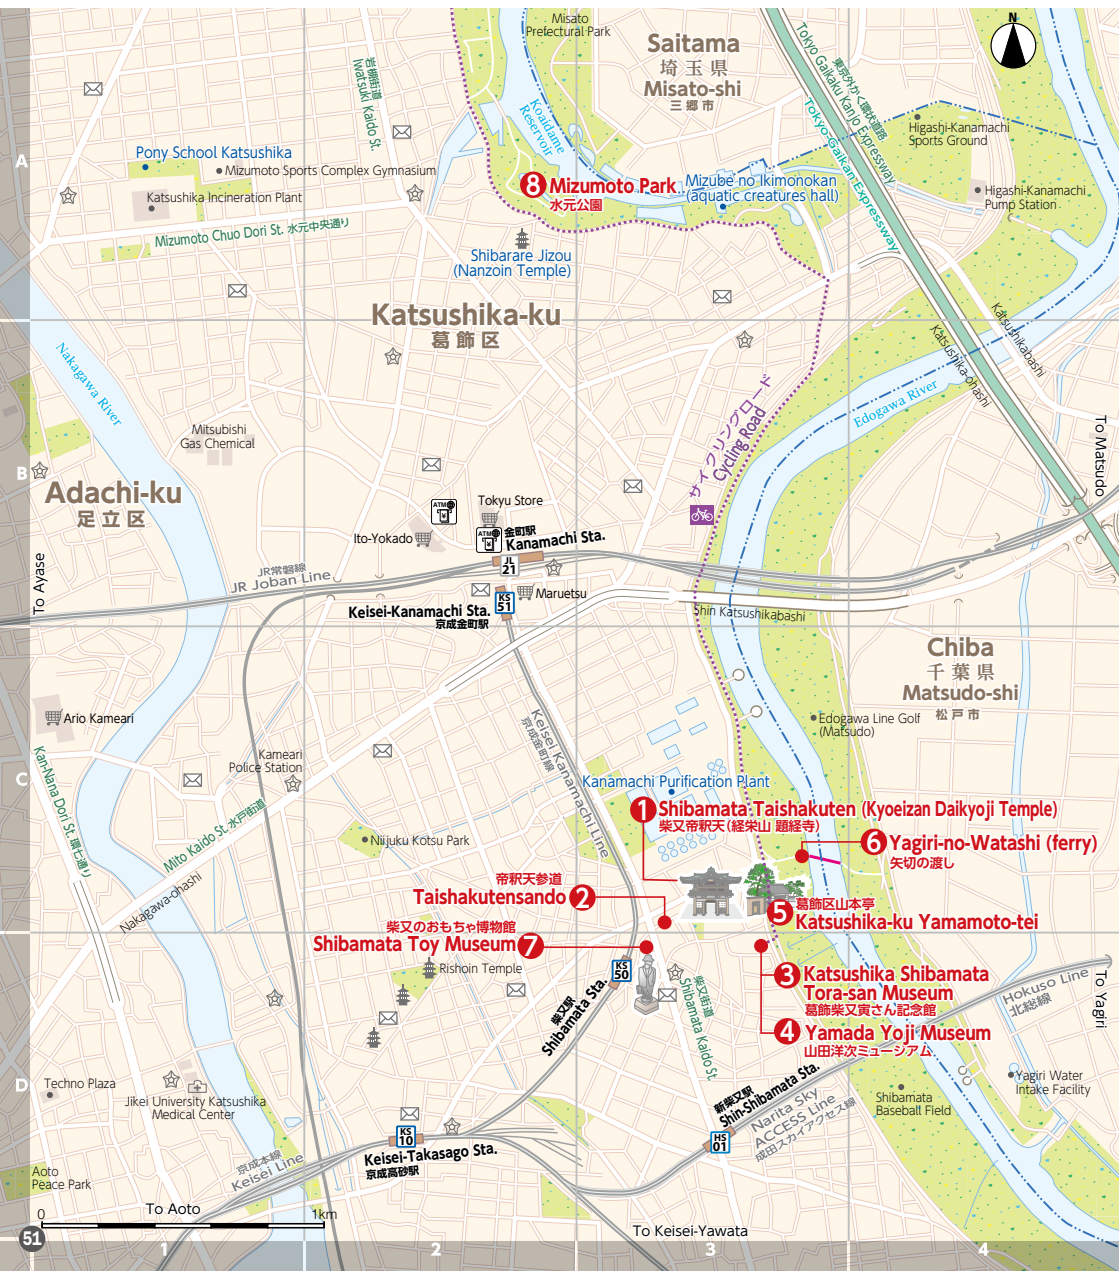 Misato
Prefectural Park
Saitama
埼玉県
Misato-shi
三郷市
N
岩槻街道
Iwatsuki Kaido St.
Koaidame
Reservoir
Tokyo Gaikaku Kanjo Expressway
東京外かく環状道路
Tokyo-Gaikan Expressway
Higashi-Kanamachi
Sports Ground
A
Pony School Katsushika
Mizumoto Sports Complex Gymnasium
Katsushika Incineration Plant
8 Mizumoto Park
水元公園
Mizube no Ikimonokan
(aquatic creatures hall)
Higashi-Kanamachi
Pump Station
Mizumoto Chuo Dori St. 水元中央通り
Shibarare Jizou
(Nanzoin Temple)
Katsushika-ku
葛飾区
Katsushikabashi
Katsushika-ohashi
Nakagawa River
Edogawa River
サイクリングロード
Cycling Road
To Matsudo
Mitsubishi
Gas Chemical
B
Adachi-ku
足立区
ATM
Tokyu Store
ATM
Ito-Yokado
金町駅
Kanamachi Sta.
JL
21
JR常磐線
JR Joban Line
To Ayase
KS
51
Maruetsu
Keisei-Kanamachi Sta.
京成金町駅
Shin Katsushikabashi
Chiba
千葉県
Matsudo-shi
松戸市
Ario Kameari
Edogawa Line Golf
(Matsudo)
Keisei Kanamachi Line
京成金町線
Kan-Nana Dori St. 環七通り
Kameari
Police Station
C
Kanamachi Purification Plant
1 Shibamata Taishakuten (Kyoeizan Daikyoji Temple)
柴又帝釈天(経栄山 題経寺)
Mito Kaido St. 水戸街道
Niijuku Kotsu Park
6 Yagiri-no-Watashi (ferry)
矢切の渡し
帝釈天参道
Taishakutensando 2
Nakagawa-ohashi
5 葛飾区山本亭
Katsushika-ku Yamamoto-tei
柴又のおもちゃ博物館
Shibamata Toy Museum 7
Rishoin Temple
KS
50
柴又駅
Shibamata Sta.
柴又街道
Shibamata Kaido St.
3 Katsushika Shibamata
Tora-san Museum
葛飾柴又寅さん記念館
4 Yamada Yoji Museum
山田洋次ミュージアム
Hokuso Line
北総線
To Yagiri
D
Techno Plaza
Jikei University Katsushika
Medical Center
新柴又駅
Shin-Shibamata Sta.
Narita Sky
ACCESS Line
成田スカイアクセス線
Shibamata
Baseball Field
Yagiri Water
Intake Facility
KS
10
Keisei-Takasago Sta.
京成高砂駅
HS
01
京成本線
Keisei Line
Aoto
Peace Park
To Aoto
0
1km
To Keisei-Yawata
51
1
2
3
4